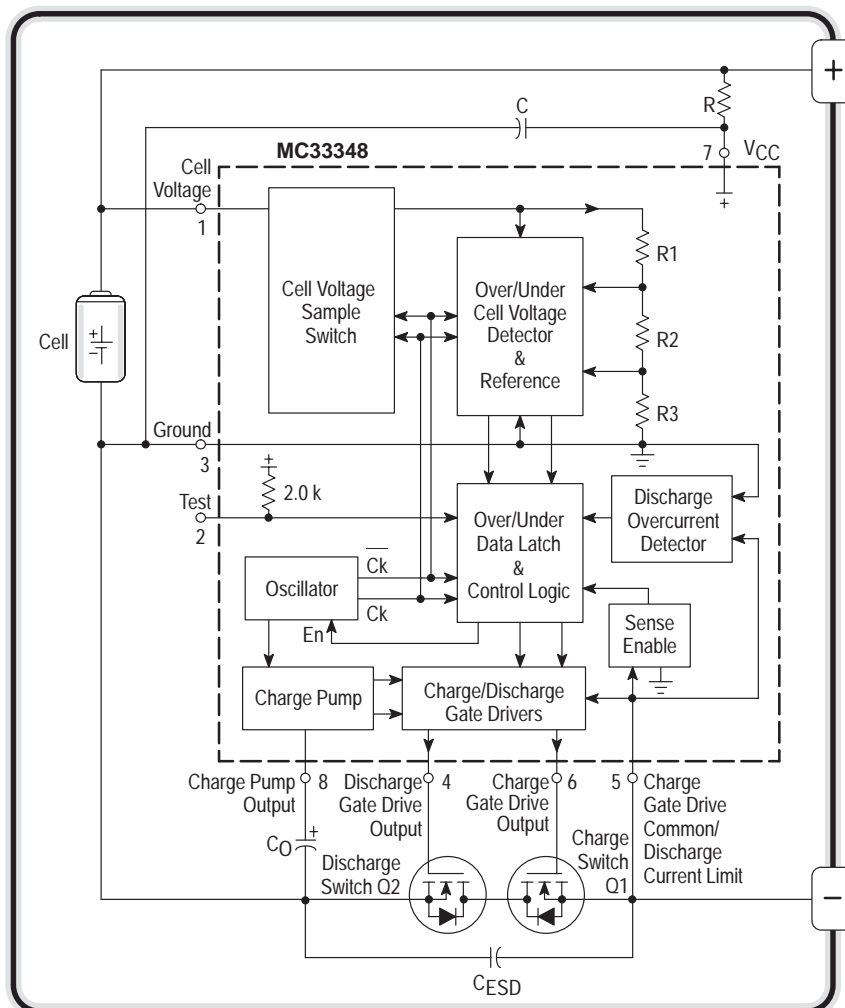 +
R
C
MC33348
7
VCC
+
Cell
Voltage
1
R1
Cell Voltage
Sample
Switch
Over/Under
Cell Voltage
Detector
&
Reference
Cell
+
−
R2
R3
Ground
3
+
2.0 k
Test
2
Over/Under
Data Latch
&
Control Logic
Discharge
Overcurrent
Detector
Oscillator
Ck
Ck
En
Sense
Enable
Charge Pump
Charge/Discharge
Gate Drivers
Charge Pump
Output
8
Discharge
Gate Drive
Output
4
Charge
Gate Drive
Output
6
5
Charge
Gate Drive
Common/
Discharge
Current Limit
CO
+
Discharge
Switch Q2
Charge
Switch
Q1
−
CESD